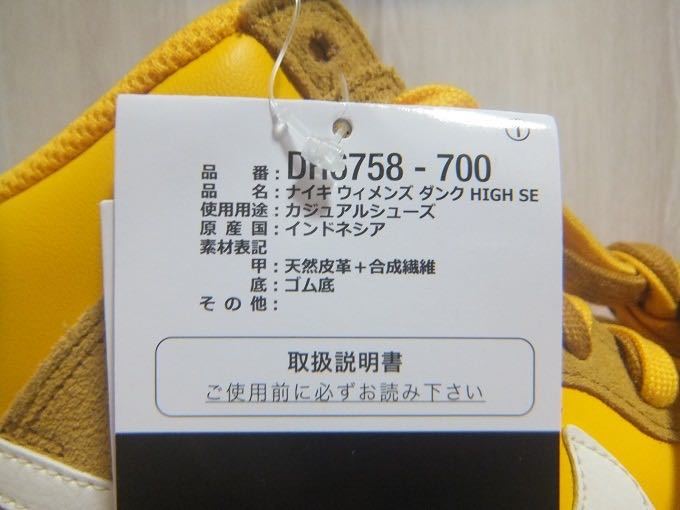 ①
品番：DH6758 - 700
品名：ナイキ ウィメンズ ダンク HIGH SE
使用用途：カジュアルシューズ
原産国：インドネシア
素材表記
甲：天然皮革＋合成繊維
底：ゴム底
その他：
取扱説明書
ご使用前に必ずお読み下さい